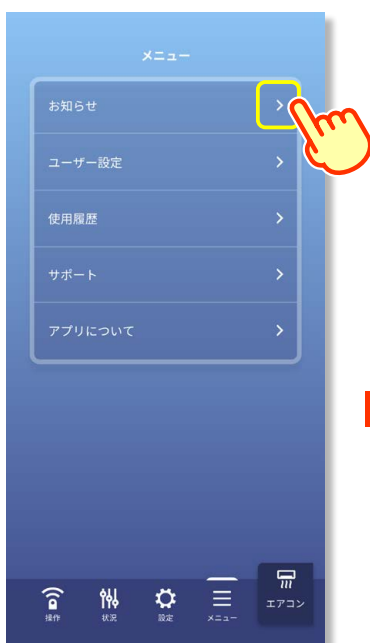 メニュー
お知らせ
ユーザー設定
使用履歴
サポート
アプリについて
操作
状況
設定
メニュー
エアコン